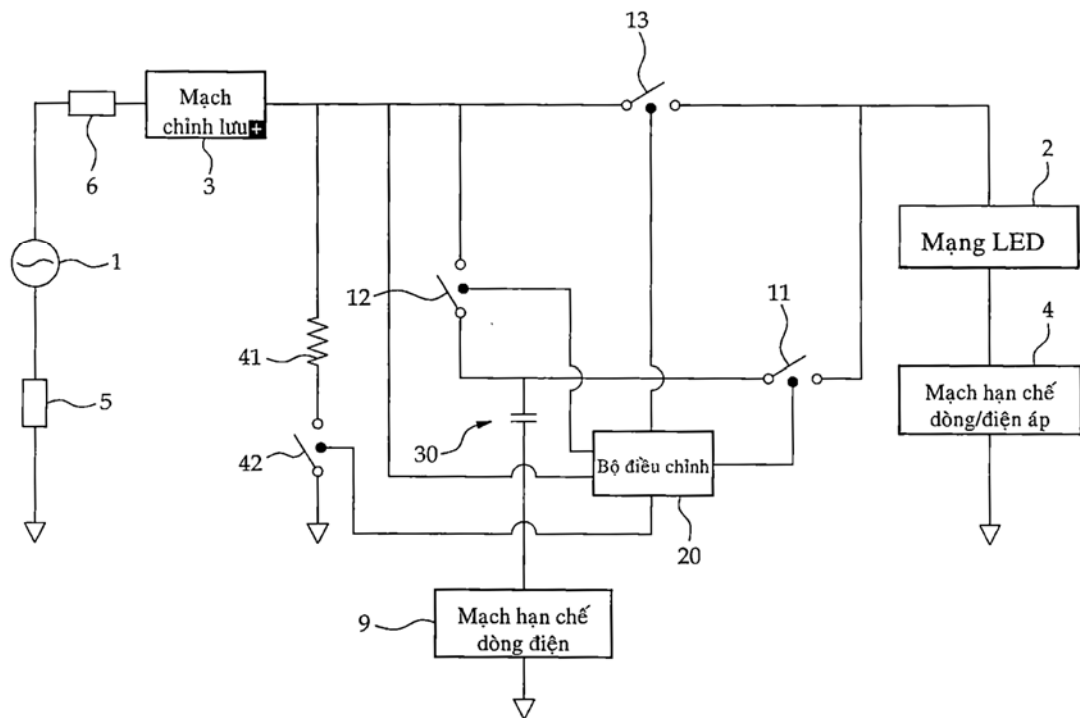 13
Mạch
chỉnh lưu +
6
3
2
Mạng LED
1
12
11
4
41
Mạch hạn chế
dòng/điện áp
5
30
Bộ điều chỉnh
42
20
9
Mạch hạn chế
dòng điện